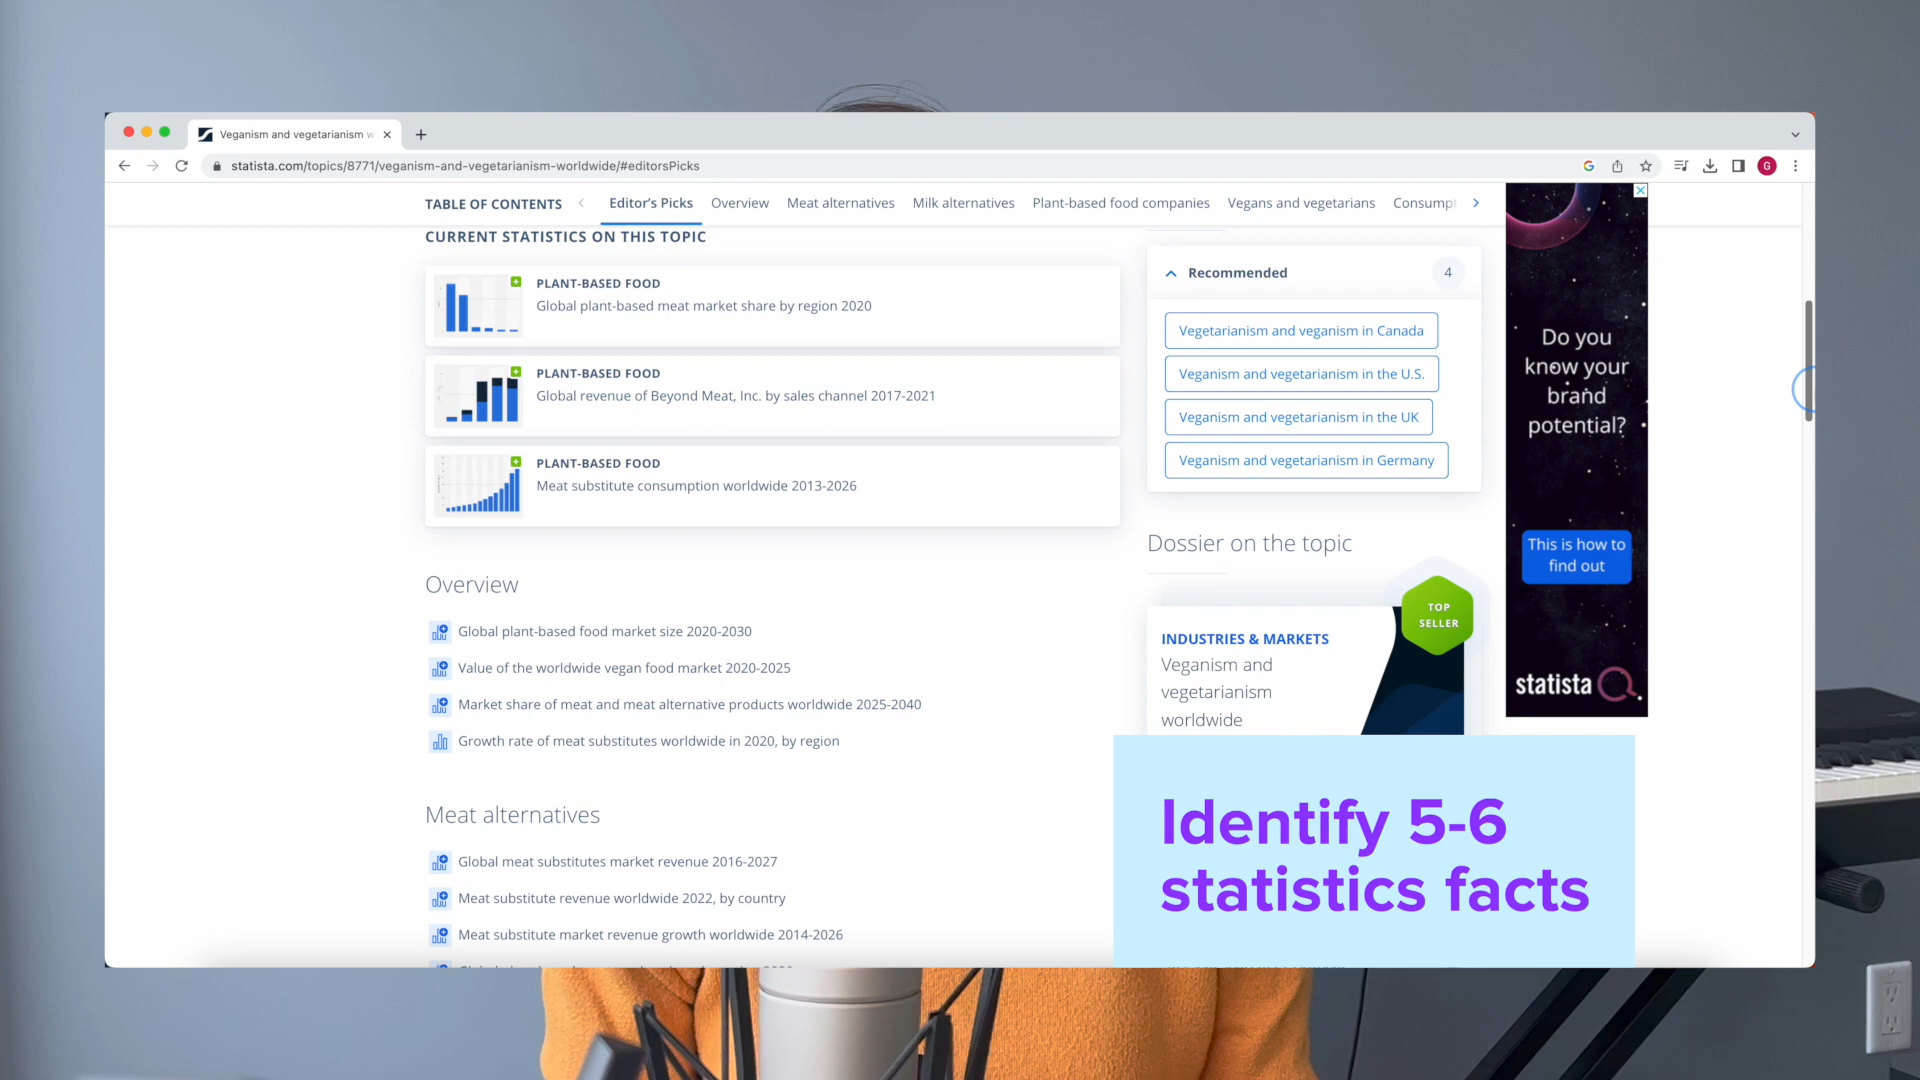 Veganism and vegetarianism w
statista.com/topics/8771/veganism-and-vegetarianism-worldwide/#editorsPicks
G
TABLE OF CONTENTS
Editor's Picks
Overview
Meat alternatives
Milk alternatives
Plant-based food companies
Vegans and vegetarians
Consumpt
CURRENT STATISTICS ON THIS TOPIC
PLANT-BASED FOOD
Global plant-based meat market share by region 2020
PLANT-BASED FOOD
Global revenue of Beyond Meat, Inc. by sales channel 2017-2021
PLANT-BASED FOOD
Meat substitute consumption worldwide 2013-2026
Overview
Global plant-based food market size 2020-2030
Value of the worldwide vegan food market 2020-2025
Market share of meat and meat alternative products worldwide 2025-2040
Growth rate of meat substitutes worldwide in 2020, by region
Meat alternatives
Global meat substitutes market revenue 2016-2027
Meat substitute revenue worldwide 2022, by country
Meat substitute market revenue growth worldwide 2014-2026
Recommended
4
Vegetarianism and veganism in Canada
Veganism and vegetarianism in the U.S.
Veganism and vegetarianism in the UK
Veganism and vegetarianism in Germany
Dossier on the topic
TOP
SELLER
INDUSTRIES & MARKETS
Veganism and
vegetarianism
worldwide
Do you
know your
brand
potential?
This is how to
find out
statista
Identify 5-6
statistics facts